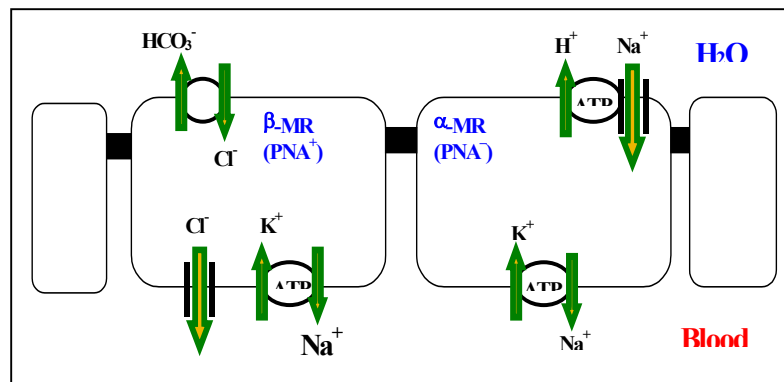 HCO₃⁻
H⁺
Na⁺
H₂O
ATP
β-MR
(PNA⁺)
α-MR
(PNA⁻)
Cl⁻
Cl⁻
K⁺
K⁺
ATP
ATP
Na⁺
Na⁺
Blood